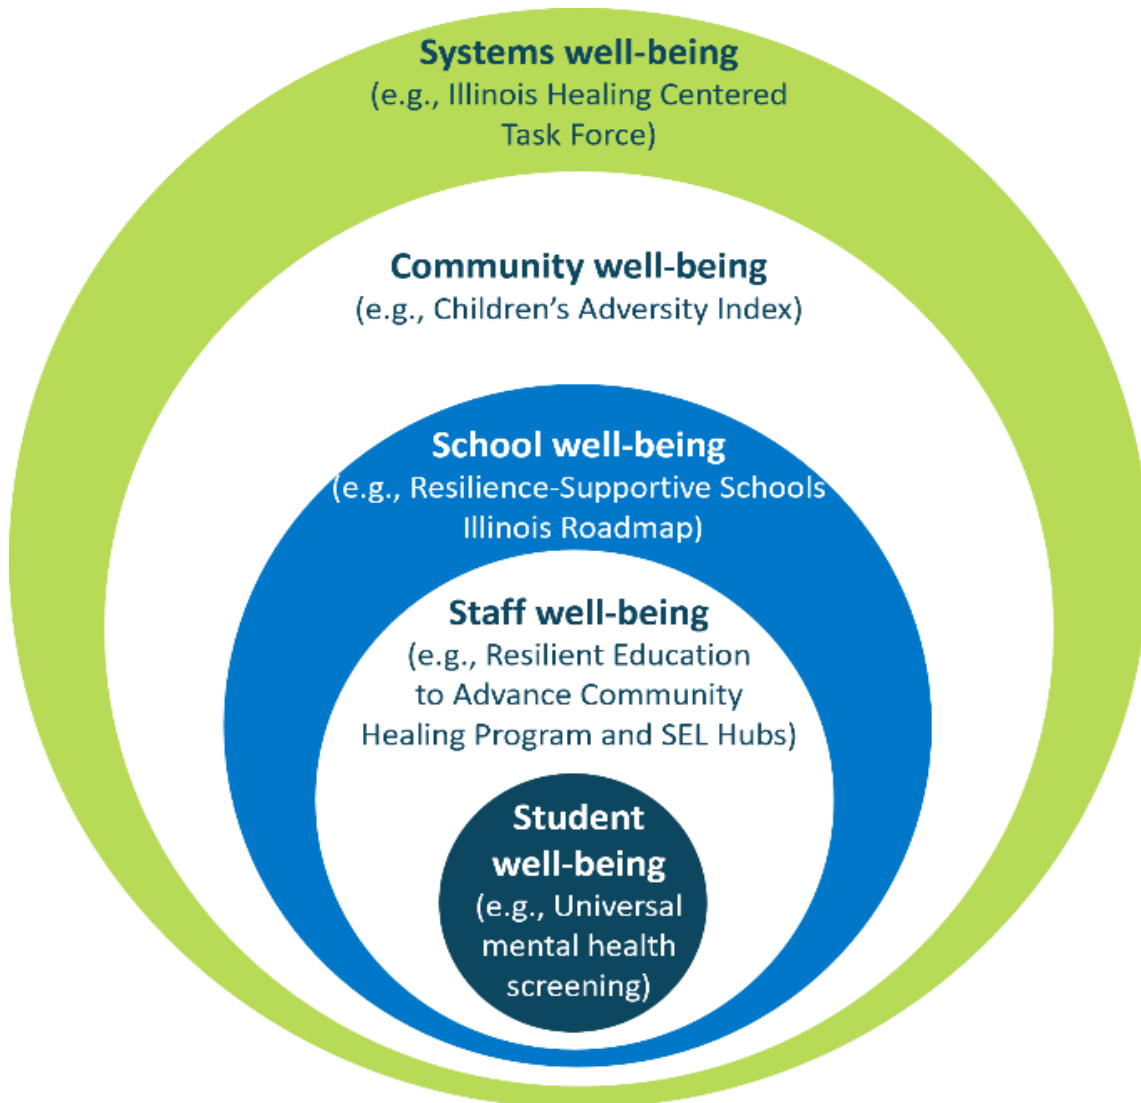 Systems well-being
(e.g., Illinois Healing Centered
Task Force)
Community well-being
(e.g., Children’s Adversity Index)
School well-being
(e.g., Resilience-Supportive Schools
Illinois Roadmap)
Staff well-being
(e.g., Resilient Education
to Advance Community
Healing Program and SEL Hubs)
Student
well-being
(e.g., Universal
mental health
screening)